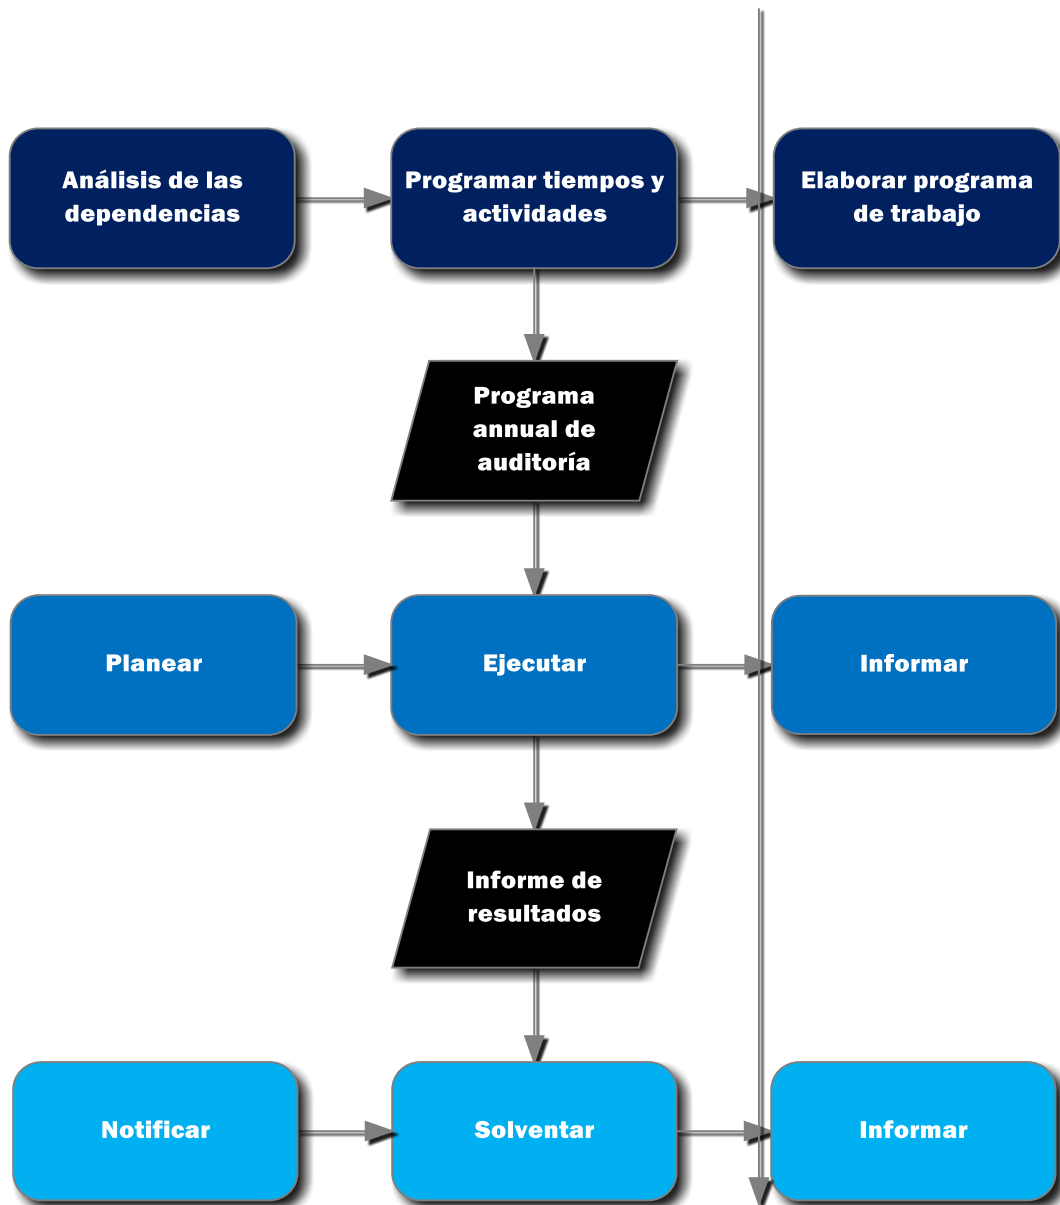 Análisis de las
dependencias
Programar tiempos y
actividades
Elaborar programa
de trabajo
Programa
annual de
auditoría
Planear
Ejecutar
Informar
Informe de
resultados
Notificar
Solventar
Informar